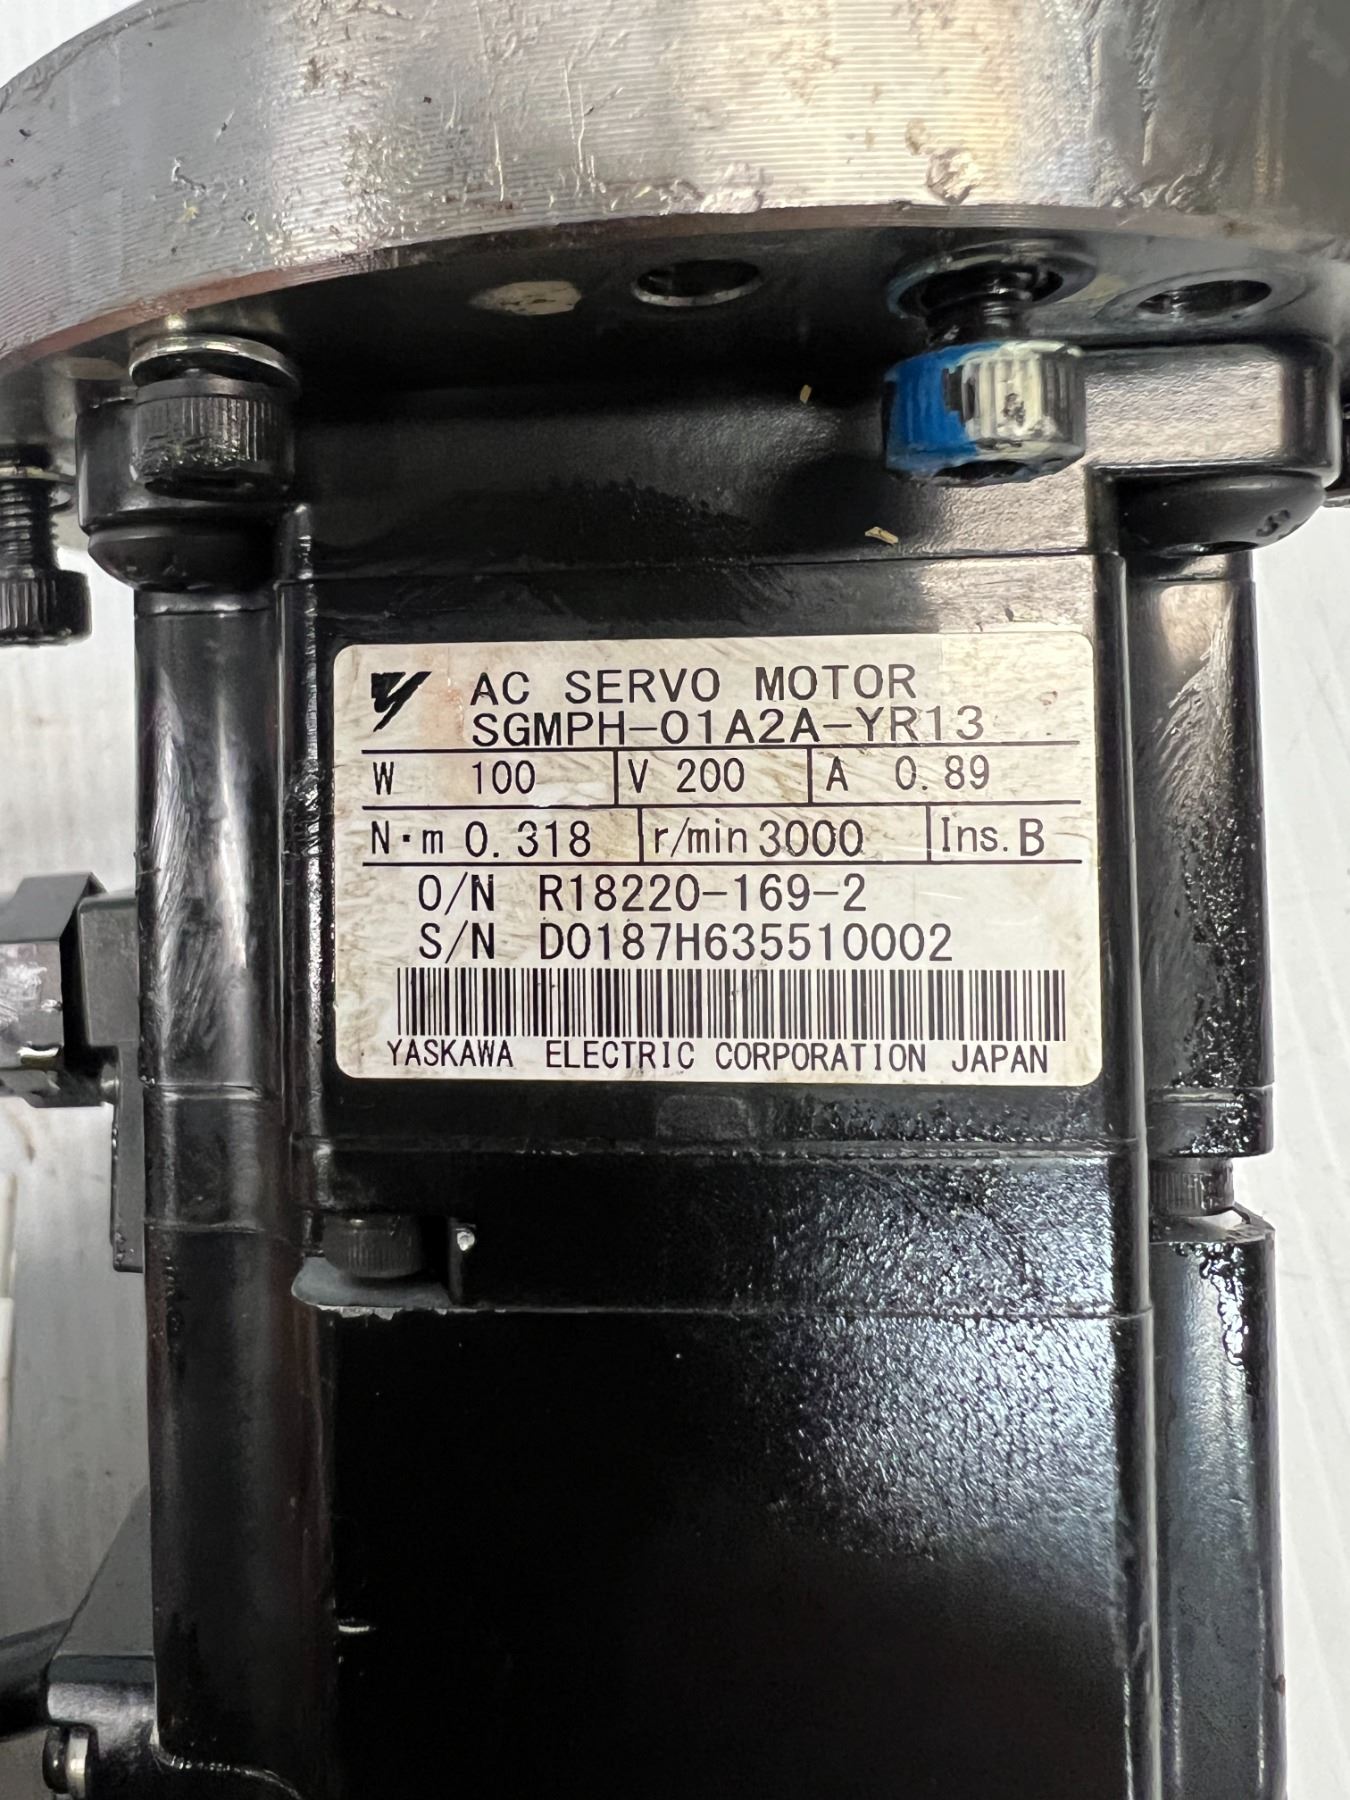 AC SERVO MOTOR
SGMPH-01A2A-YR13
W 100 V 200 A 0.89
N·m 0.318 r/min 3000 Ins. B
O/N R18220-169-2
S/N D0187H635510002
YASKAWA ELECTRIC CORPORATION JAPAN